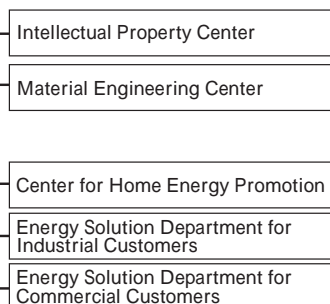 Intellectual Property Center
Material Engineering Center
Center for Home Energy Promotion
Energy Solution Department for
Industrial Customers
Energy Solution Department for
Commercial Customers